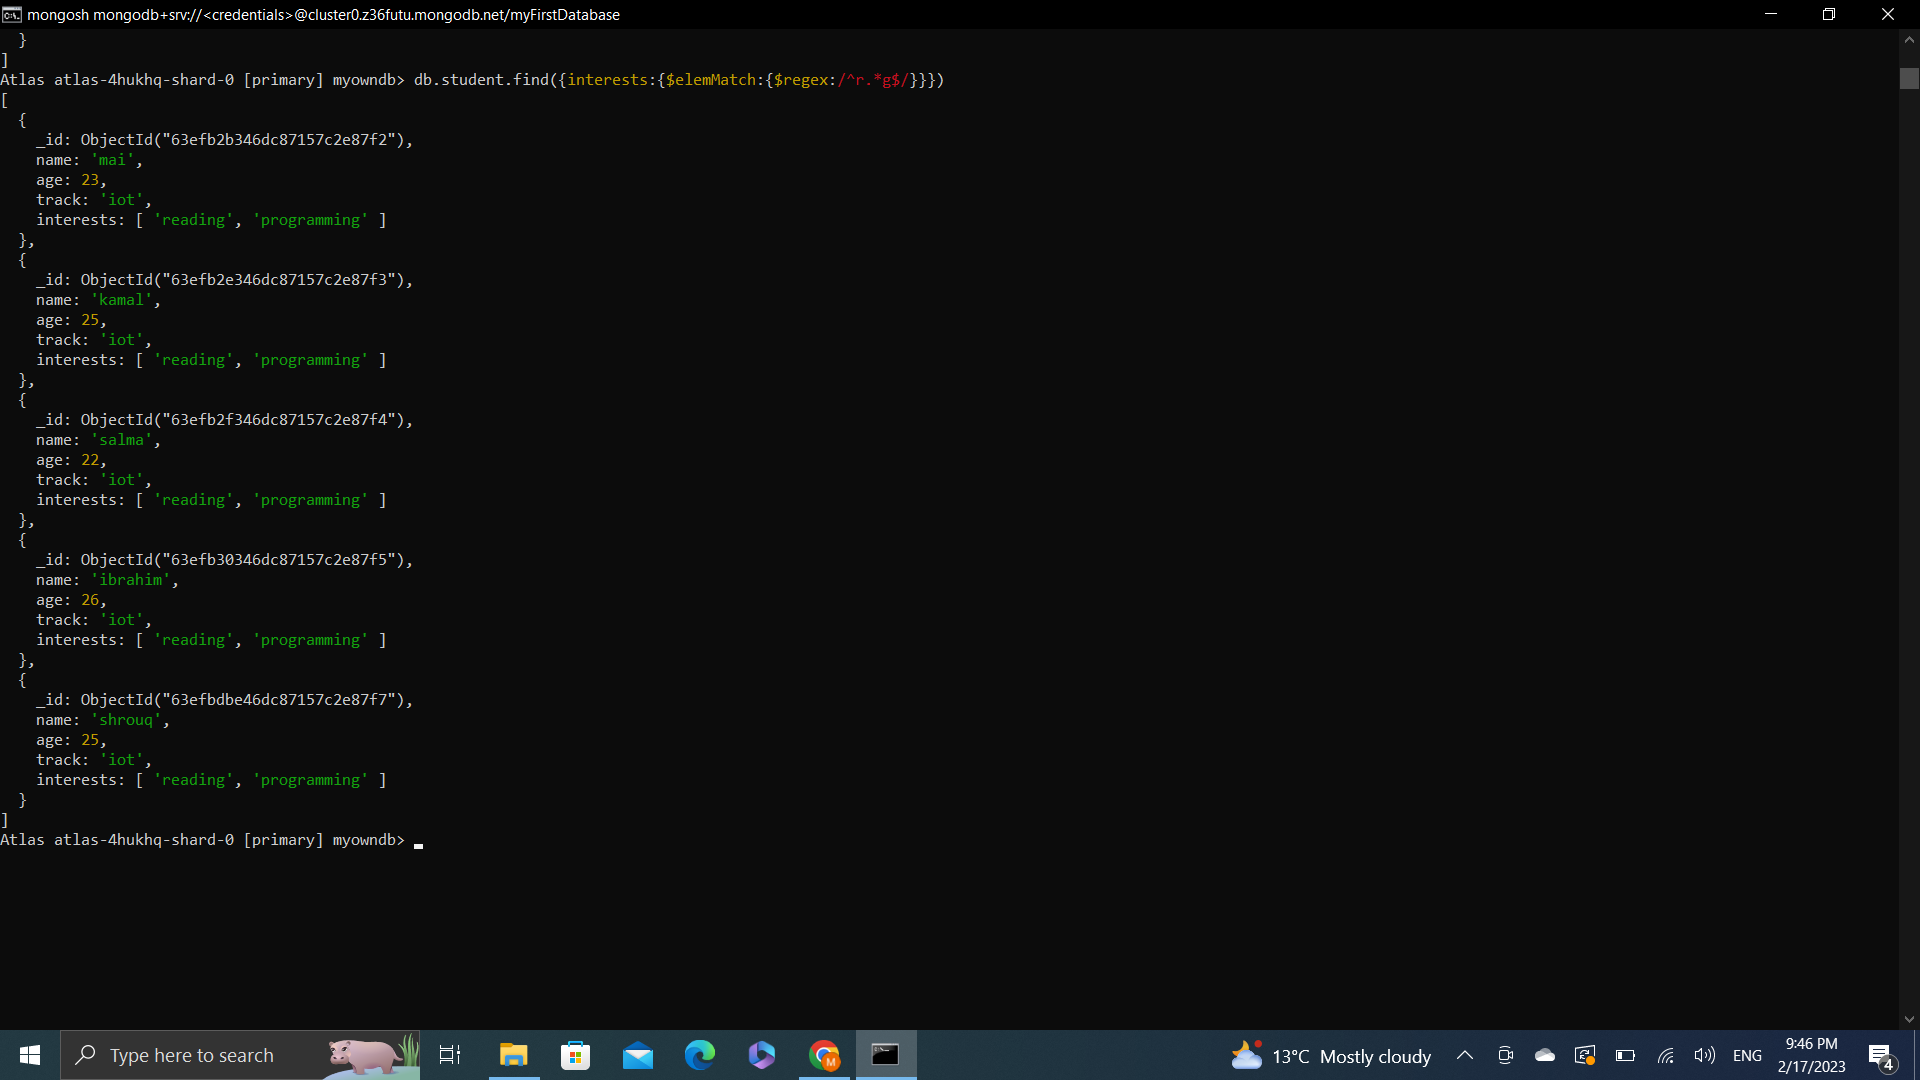 mongosh mongodb+srv://<credentials>@cluster0.z36futu.mongodb.net/myFirstDatabase
  }
]
Atlas atlas-4hukhq-shard-0 [primary] myowndb> db.student.find({interests:{$elemMatch:{$regex:/^r.*g$/}}})
[
  {
    _id: ObjectId("63efb2b346dc87157c2e87f2"),
    name: 'mai',
    age: 23,
    track: 'iot',
    interests: [ 'reading', 'programming' ]
  },
  {
    _id: ObjectId("63efb2e346dc87157c2e87f3"),
    name: 'kamal',
    age: 25,
    track: 'iot',
    interests: [ 'reading', 'programming' ]
  },
  {
    _id: ObjectId("63efb2f346dc87157c2e87f4"),
    name: 'salma',
    age: 22,
    track: 'iot',
    interests: [ 'reading', 'programming' ]
  },
  {
    _id: ObjectId("63efb30346dc87157c2e87f5"),
    name: 'ibrahim',
    age: 26,
    track: 'iot',
    interests: [ 'reading', 'programming' ]
  },
  {
    _id: ObjectId("63efbdbe46dc87157c2e87f7"),
    name: 'shrouq',
    age: 25,
    track: 'iot',
    interests: [ 'reading', 'programming' ]
  }
]
Atlas atlas-4hukhq-shard-0 [primary] myowndb>
Type here to search
13°C Mostly cloudy
ENG
9:46 PM
2/17/2023
4